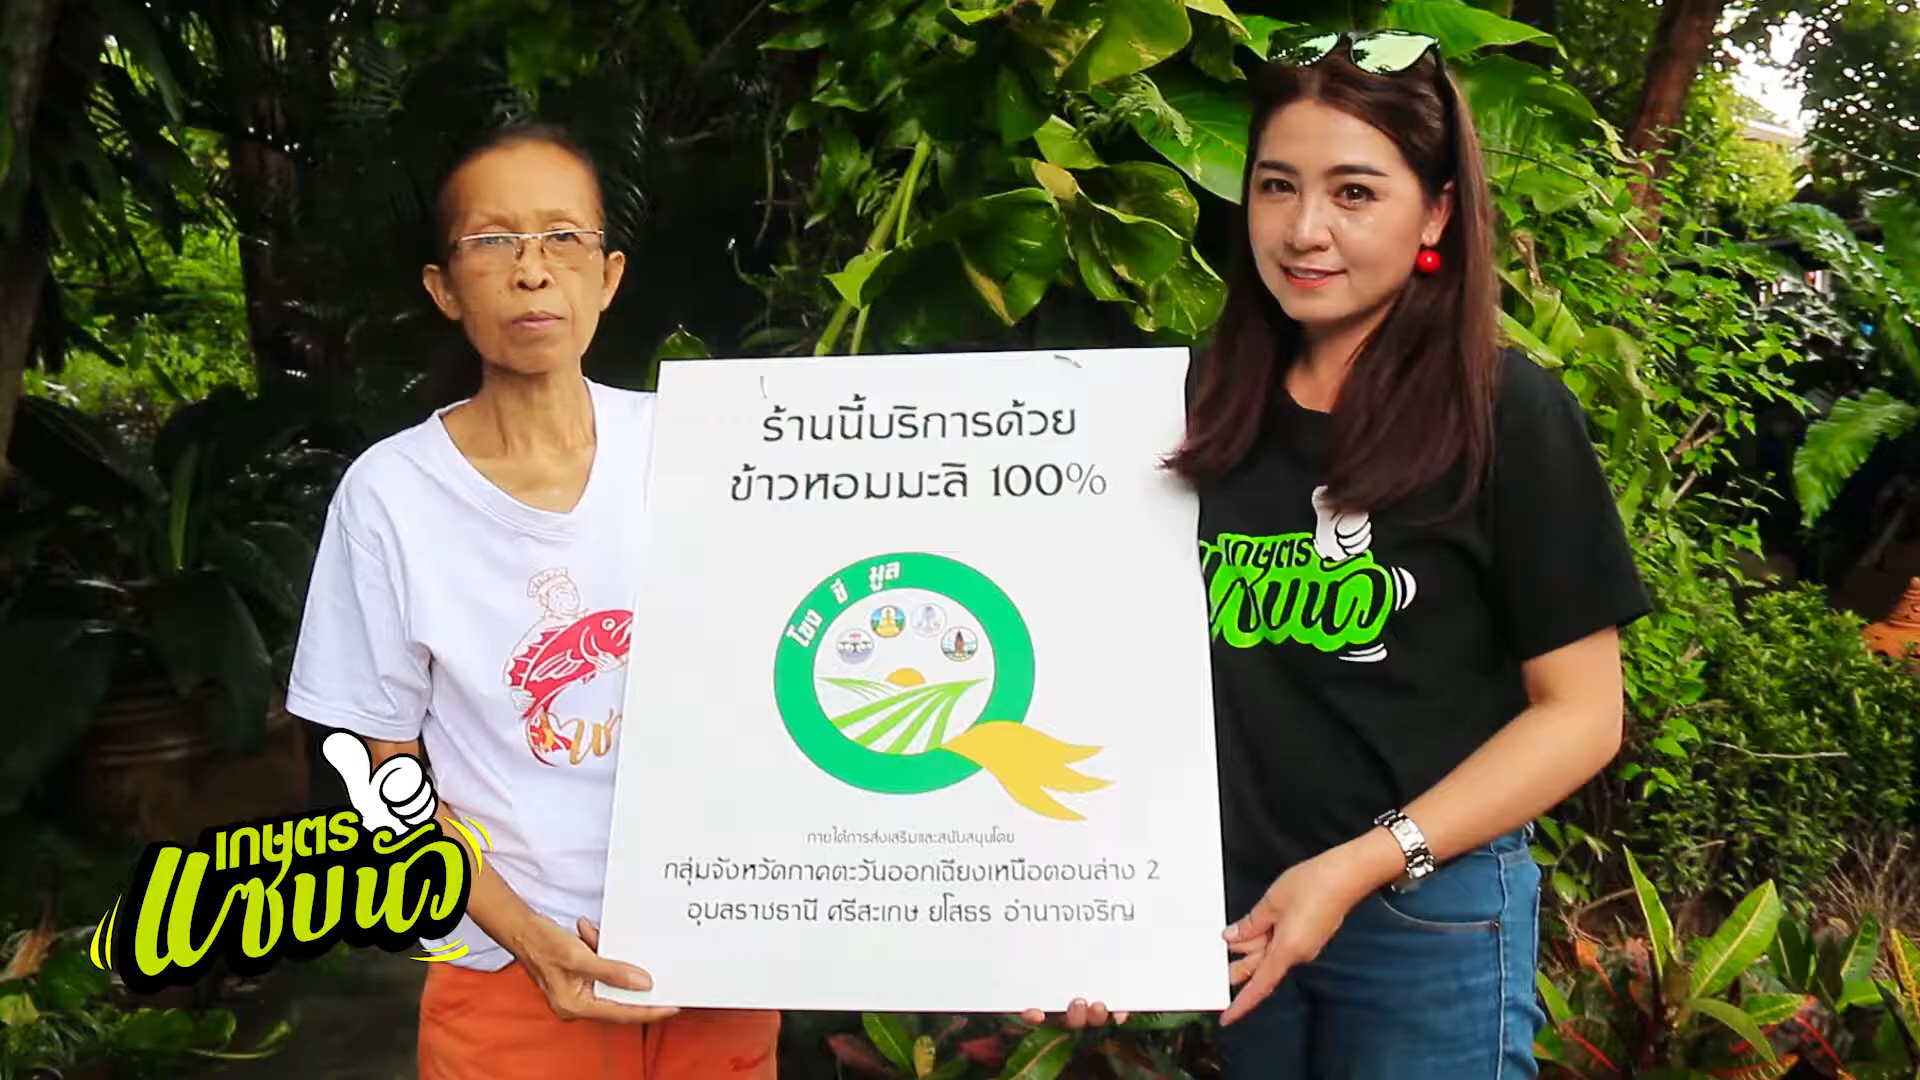 ร้านนี้บริการด้วย
ข้าวหอมมะลิ 100%
โขง ชี มูล
ภายใต้การส่งเสริมและสนับสนุนโดย
กลุ่มจังหวัดภาคตะวันออกเฉียงเหนือตอนล่าง 2
อุบลราชธานี ศรีสะเกษ ยโสธร อำนาจเจริญ
เกษตร
แซบนัว
เกษตร
แซบนัว